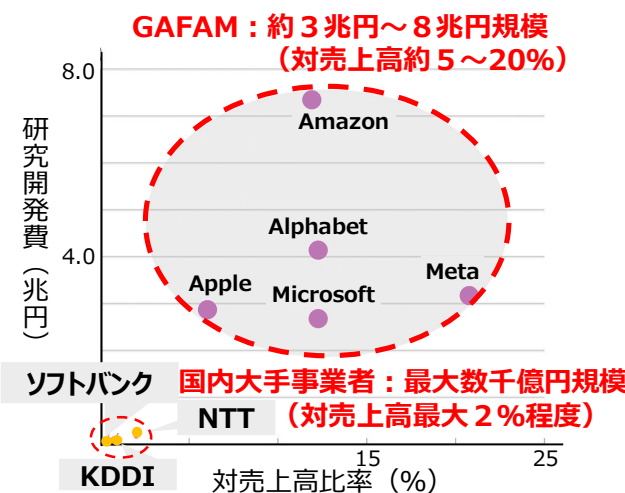 GAFAM：約３兆円～８兆円規模
（対売上高約５～20%）
8.0
Amazon
研究開発費（兆円）
Alphabet
4.0
Meta
Apple
Microsoft
ソフトバンク
国内大手事業者：最大数千億円規模
NTT
（対売上高最大２％程度）
KDDI
15
25
対売上高比率（%）